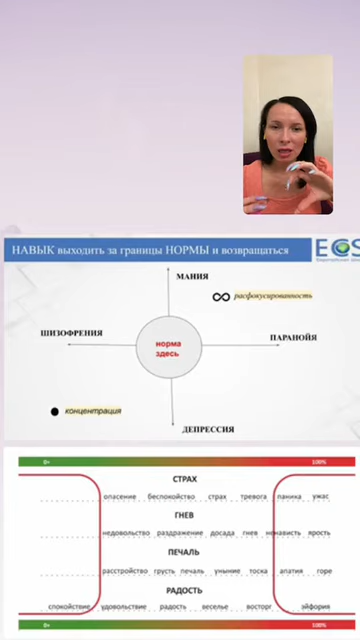 НАВЫК выходить за границы НОРМЫ и возвращаться
ECS
МАНИЯ
расфокусированность
ШИЗОФРЕНИЯ
норма
здесь
ПАРАНОЙЯ
концентрация
ДЕПРЕССИЯ
0+ 100%
СТРАХ
опасение беспокойство страх тревога паника ужас
ГНЕВ
недовольство раздражение досада гнев ненависть ярость
ПЕЧАЛЬ
расстройство грусть печаль уныние тоска апатия горе
РАДОСТЬ
спокойствие удовольствие радость веселье восторг эйфория
0+ 100%